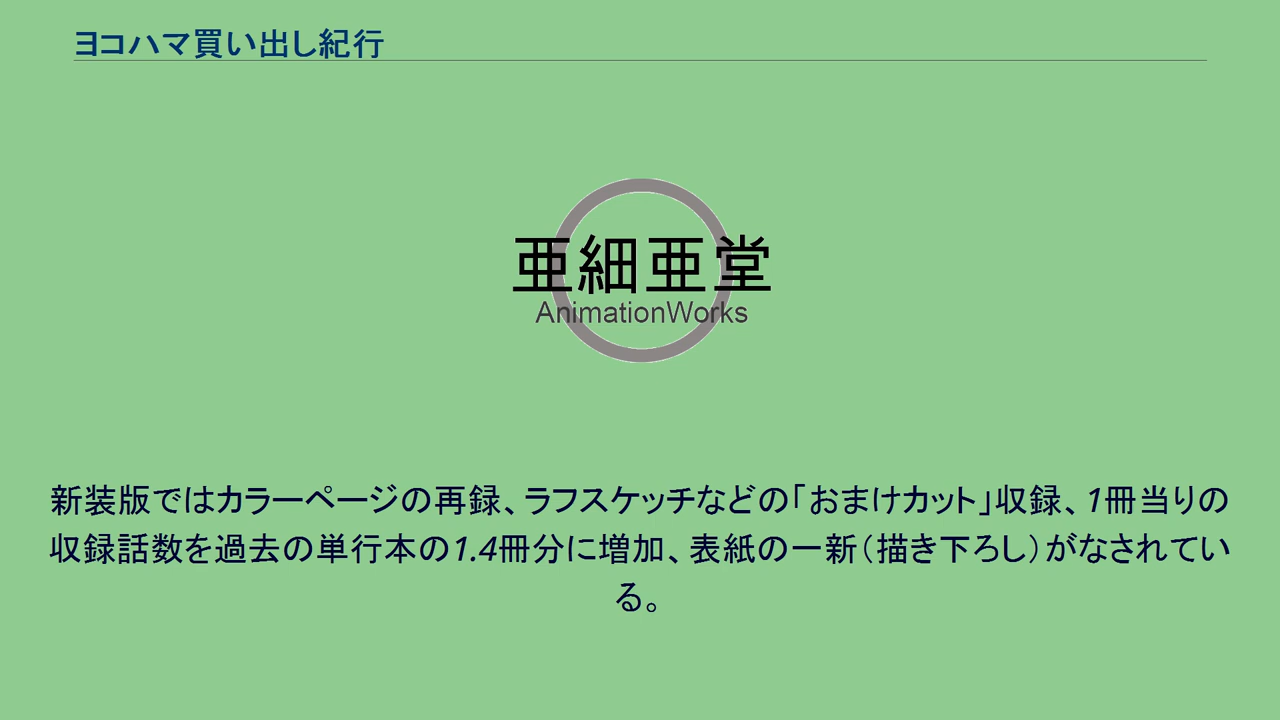 ヨコハマ買い出し紀行
亜細亜堂
AnimationWorks
新装版ではカラーページの再録、ラフスケッチなどの「おまけカット」収録、1冊当りの
収録話数を過去の単行本の1.4冊分に増加、表紙の一新（描き下ろし）がなされてい
る。